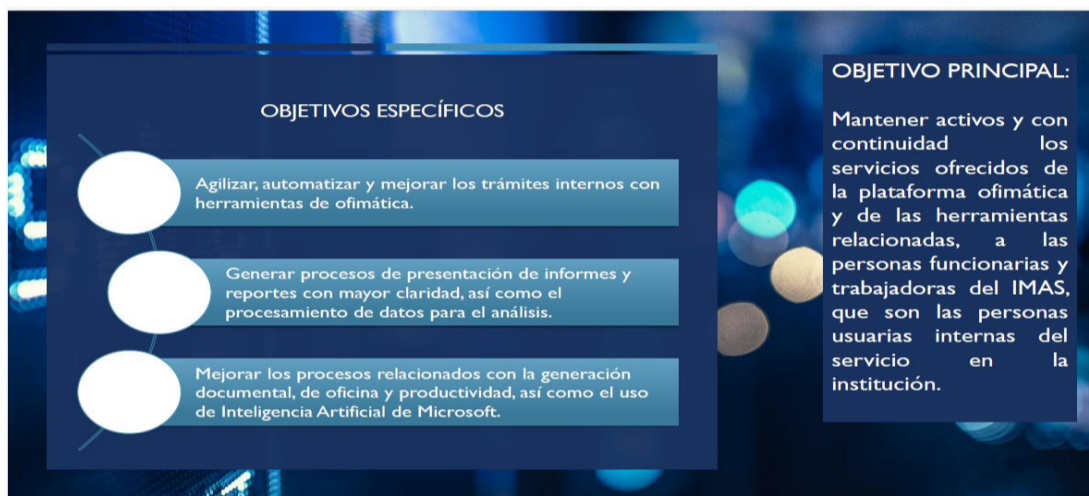 OBJETIVOS ESPECÍFICOS
Agilizar, automatizar y mejorar los trámites internos con
herramientas de ofimática.
Generar procesos de presentación de informes y
reportes con mayor claridad, así como el
procesamiento de datos para el análisis.
Mejorar los procesos relacionados con la generación
documental, de oficina y productividad, así como el uso
de Inteligencia Artificial de Microsoft.
OBJETIVO PRINCIPAL:
Mantener activos y con
continuidad los
servicios ofrecidos de
la plataforma ofimática
y de las herramientas
relacionadas, a las
personas funcionarias y
trabajadoras del IMAS,
que son las personas
usuarias internas del
servicio en la
institución.